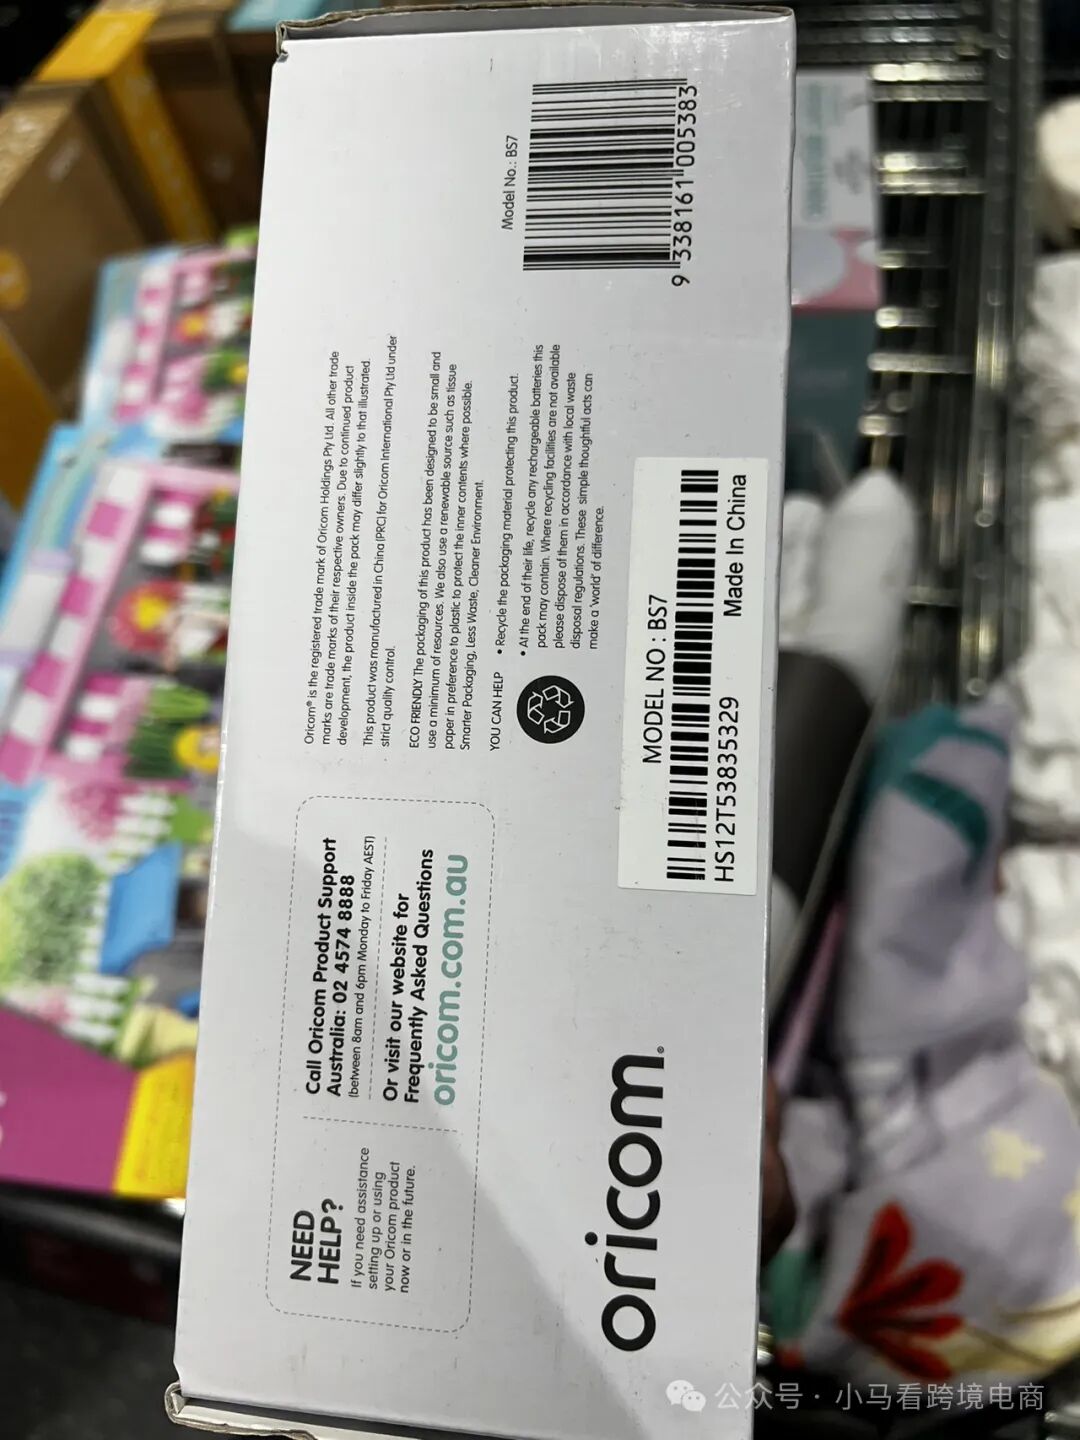 NEED
HELP?
If you need assistance
setting up or using
your Oricom product
now or in the future.
Call Oricom Product Support
Australia: 02 4574 8888
(between 8am and 6pm Monday to Friday AEST)
Or visit our website for
Frequently Asked Questions
oricom.com.au
oricom®
Oricom® is the registered trade mark of Oricom Holdings Pty Ltd. All other trade
marks are trade marks of their respective owners. Due to continued product
development, the product inside the pack may differ slightly to that illustrated.
This product was manufactured in China (PRC) for Oricom International Pty Ltd under
strict quality control.
ECO FRIENDLY The packaging of this product has been designed to be small and
use a minimum of resources. We also use a renewable source such as tissue
paper in preference to plastic to protect the inner contents where possible.
Smarter Packaging, Less Waste, Cleaner Environment.
YOU CAN HELP
• Recycle the packaging material protecting this product.
• At the end of their life, recycle any rechargeable batteries this
pack may contain. Where recycling facilities are not available
please dispose of them in accordance with local waste
disposal regulations. These simple thoughtful acts can
make a 'world' of difference.
MODEL NO : BS7
HS12T53835329
Made In China
Model No.: BS7
9 338161 005383
公众号 · 小马看跨境电商